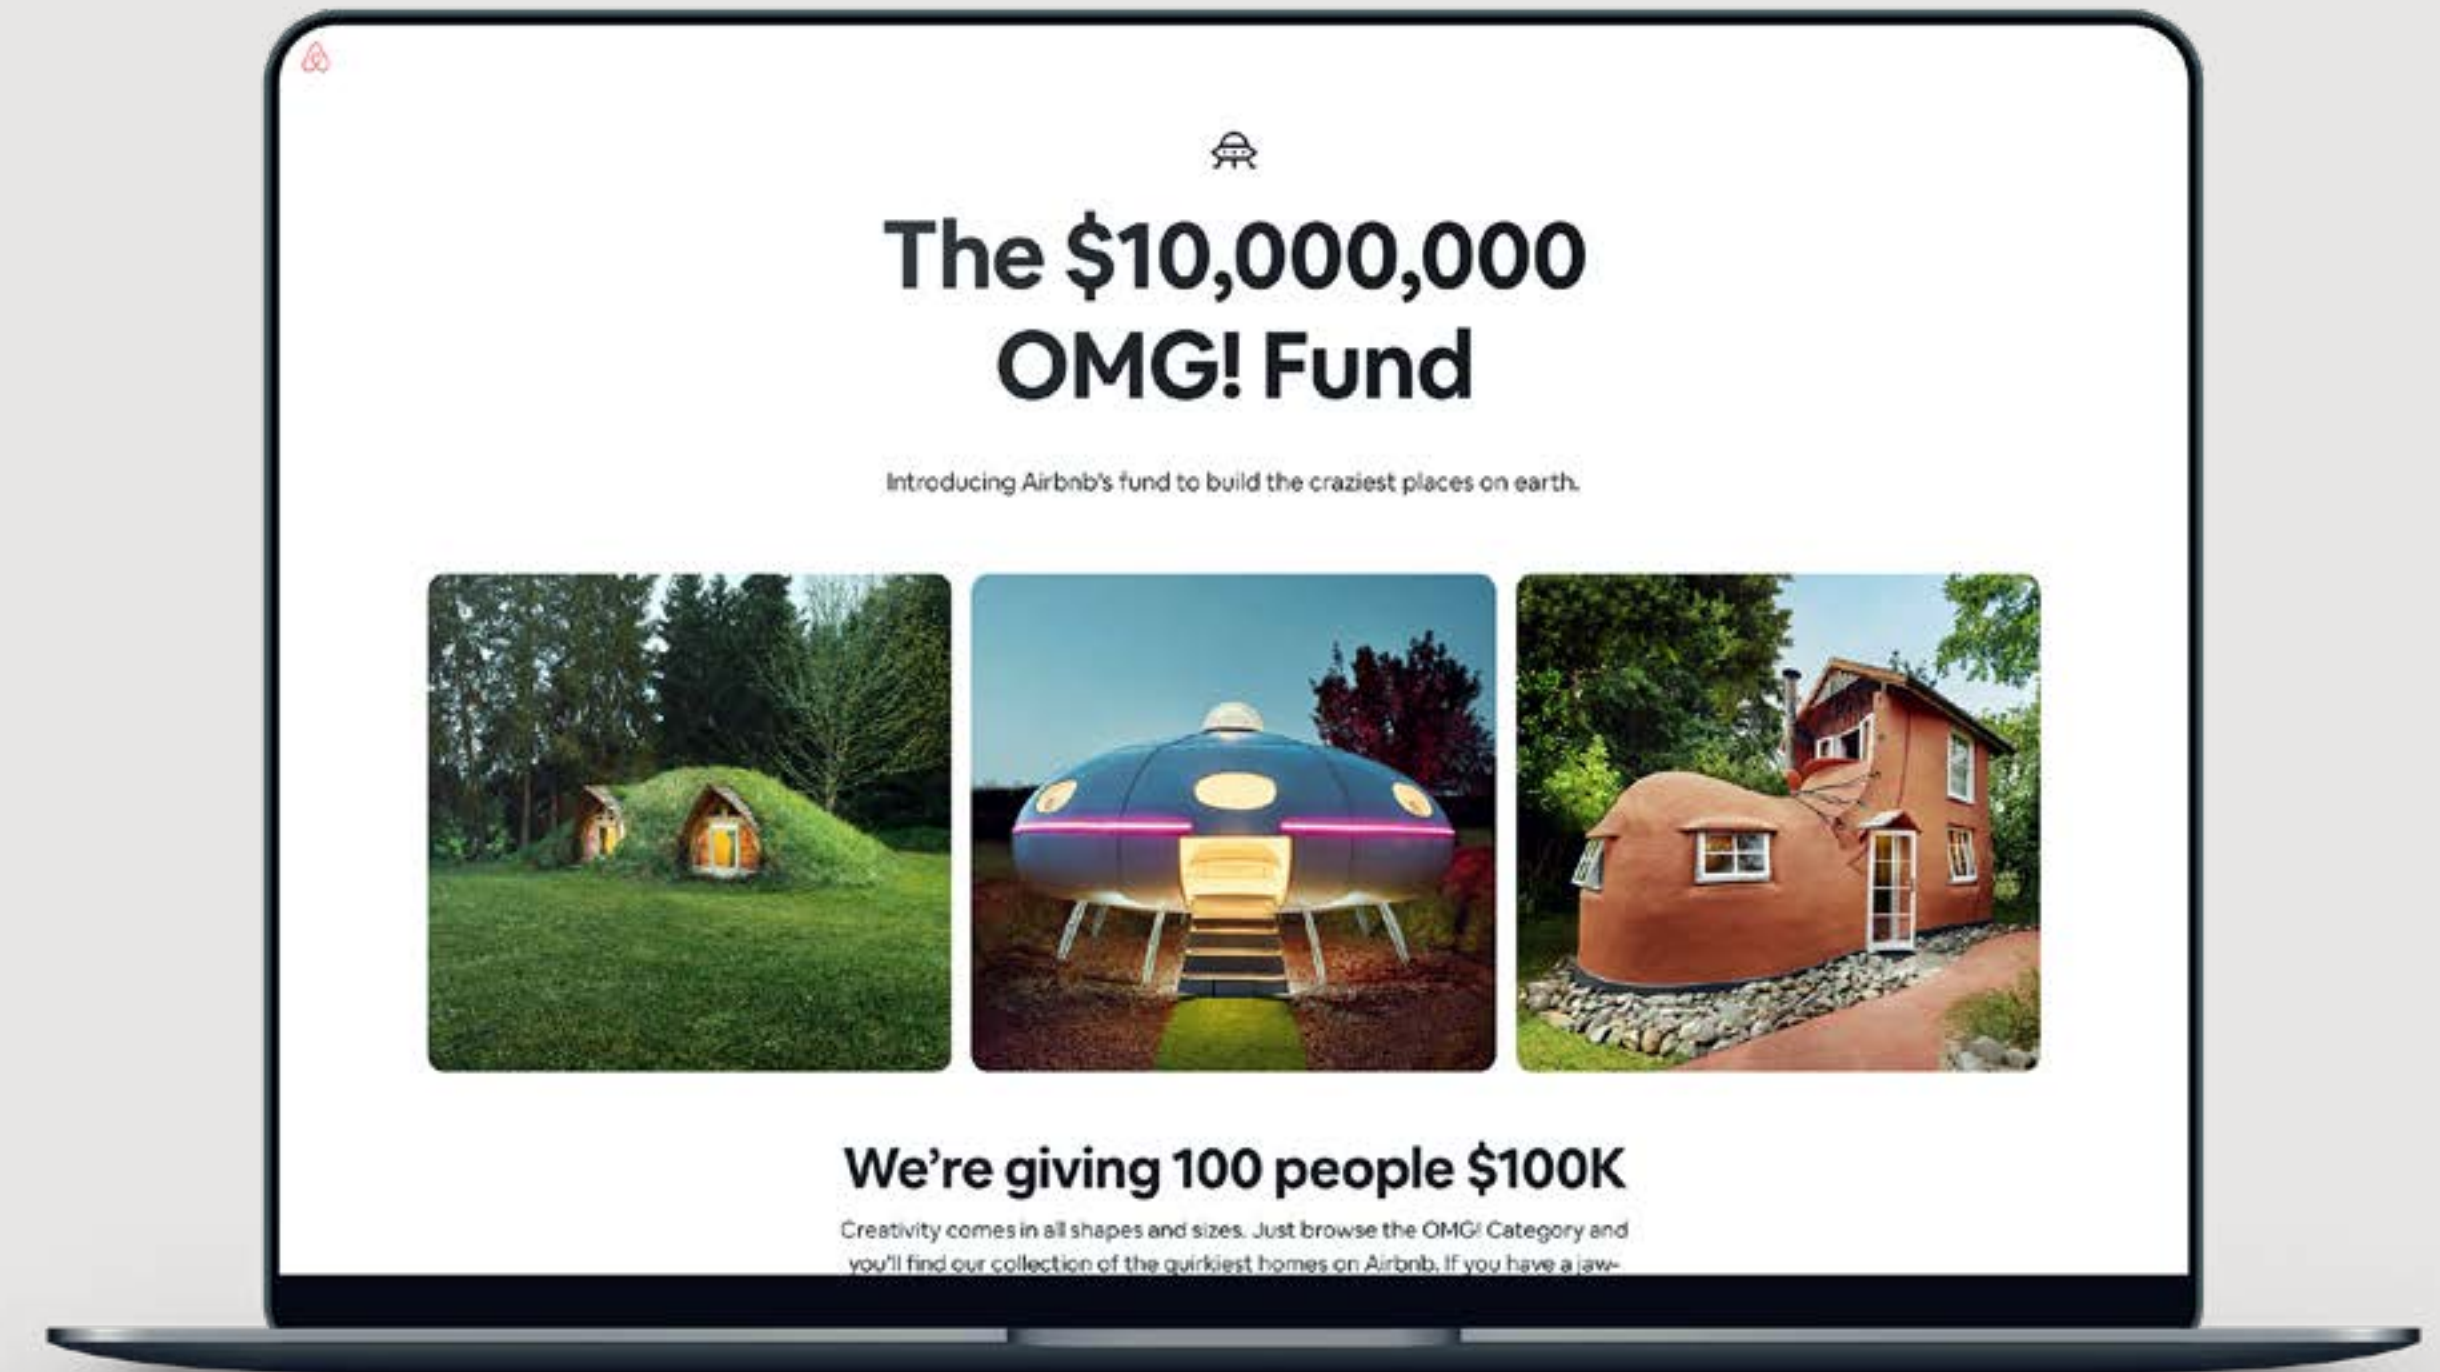 The $10,000,000
OMG! Fund
Introducing Airbnb's fund to build the craziest places on earth.
We're giving 100 people $100K
Creativity comes in all shapes and sizes. Just browse the OMG! Category and
you'll find our collection of the quirkiest homes on Airbnb. If you have a jaw-